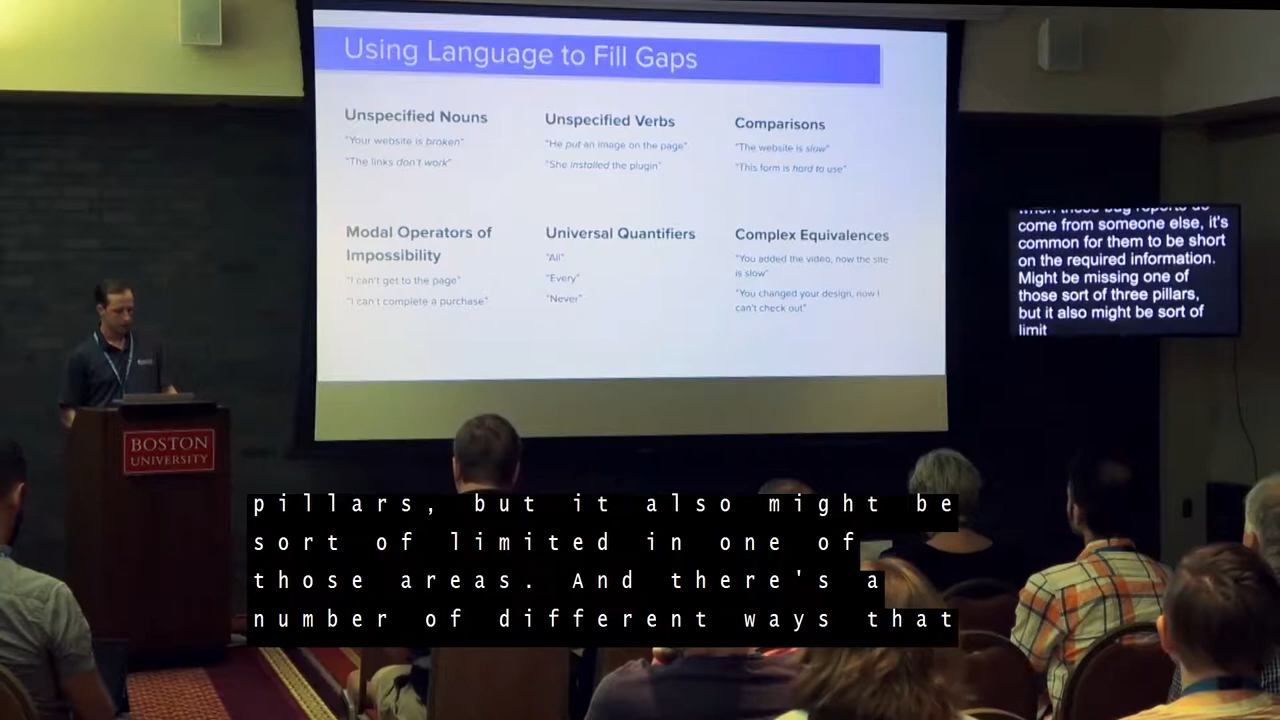 Using Language to Fill Gaps
Unspecified Nouns
"Your website is broken"
"The links don't work"
Unspecified Verbs
"He put an image on the page"
"She installed the plugin"
Comparisons
"The website is slow"
"This form is hard to use"
Modal Operators of
Impossibility
"I can't get to the page"
"I can't complete a purchase"
Universal Quantifiers
"All"
"Every"
"Never"
Complex Equivalences
"You added the video, now the site
is slow"
"You changed your design, now I
can't check out"
when those bug reports do
come from someone else, it's
common for them to be short
on the required information.
Might be missing one of
those sort of three pillars,
but it also might be sort of
limit
BOSTON
UNIVERSITY
pillars, but it also might be
sort of limited in one of
those areas. And there's a
number of different ways that